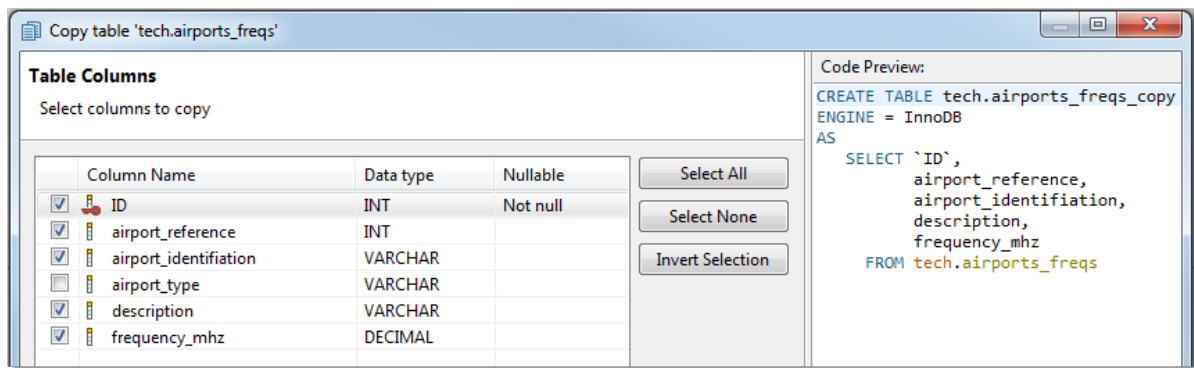 Copy table 'tech.airports_freqs'
Table Columns
Select columns to copy
Column Name Data type Nullable
ID INT Not null
airport_reference INT
airport_identifiation VARCHAR
airport_type VARCHAR
description VARCHAR
frequency_mhz DECIMAL
Select All
Select None
Invert Selection
Code Preview:
CREATE TABLE tech.airports_freqs_copy
ENGINE = InnoDB
AS
SELECT `ID`,
airport_reference,
airport_identifiation,
description,
frequency_mhz
FROM tech.airports_freqs